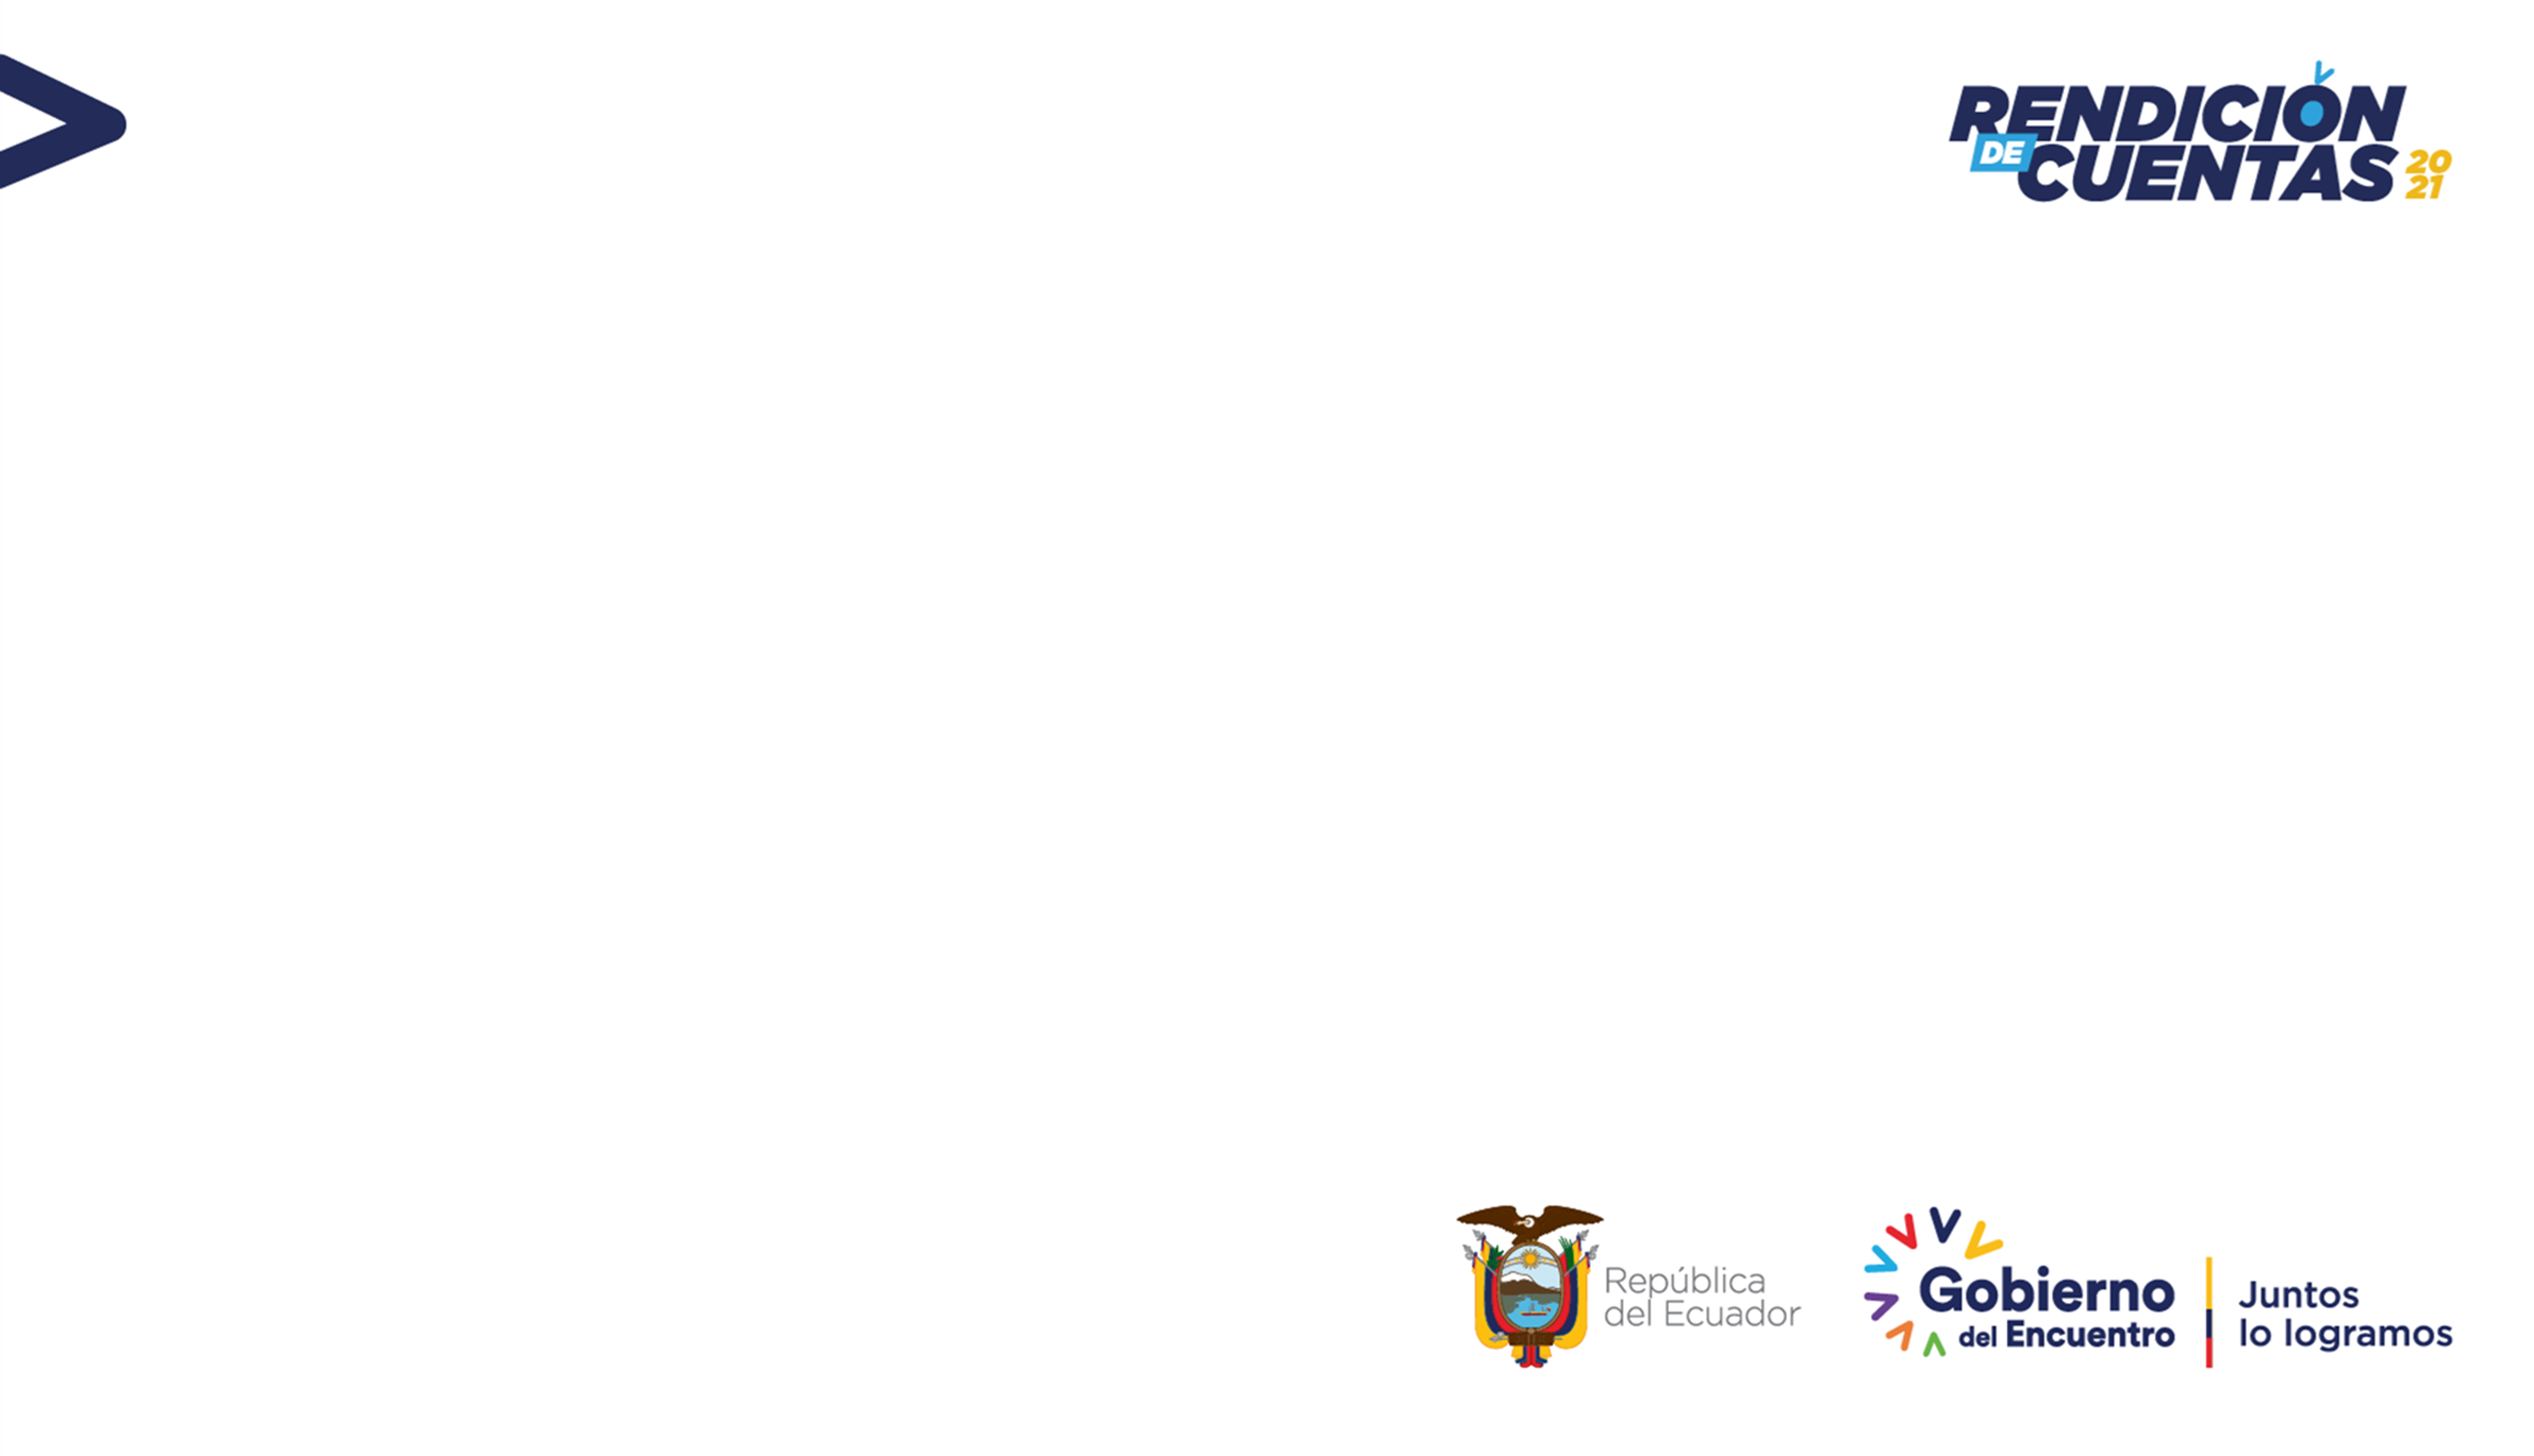 RENDICIÓN
DE CUENTAS 20
21
República
del Ecuador
Gobierno
del Encuentro
Juntos
lo logramos